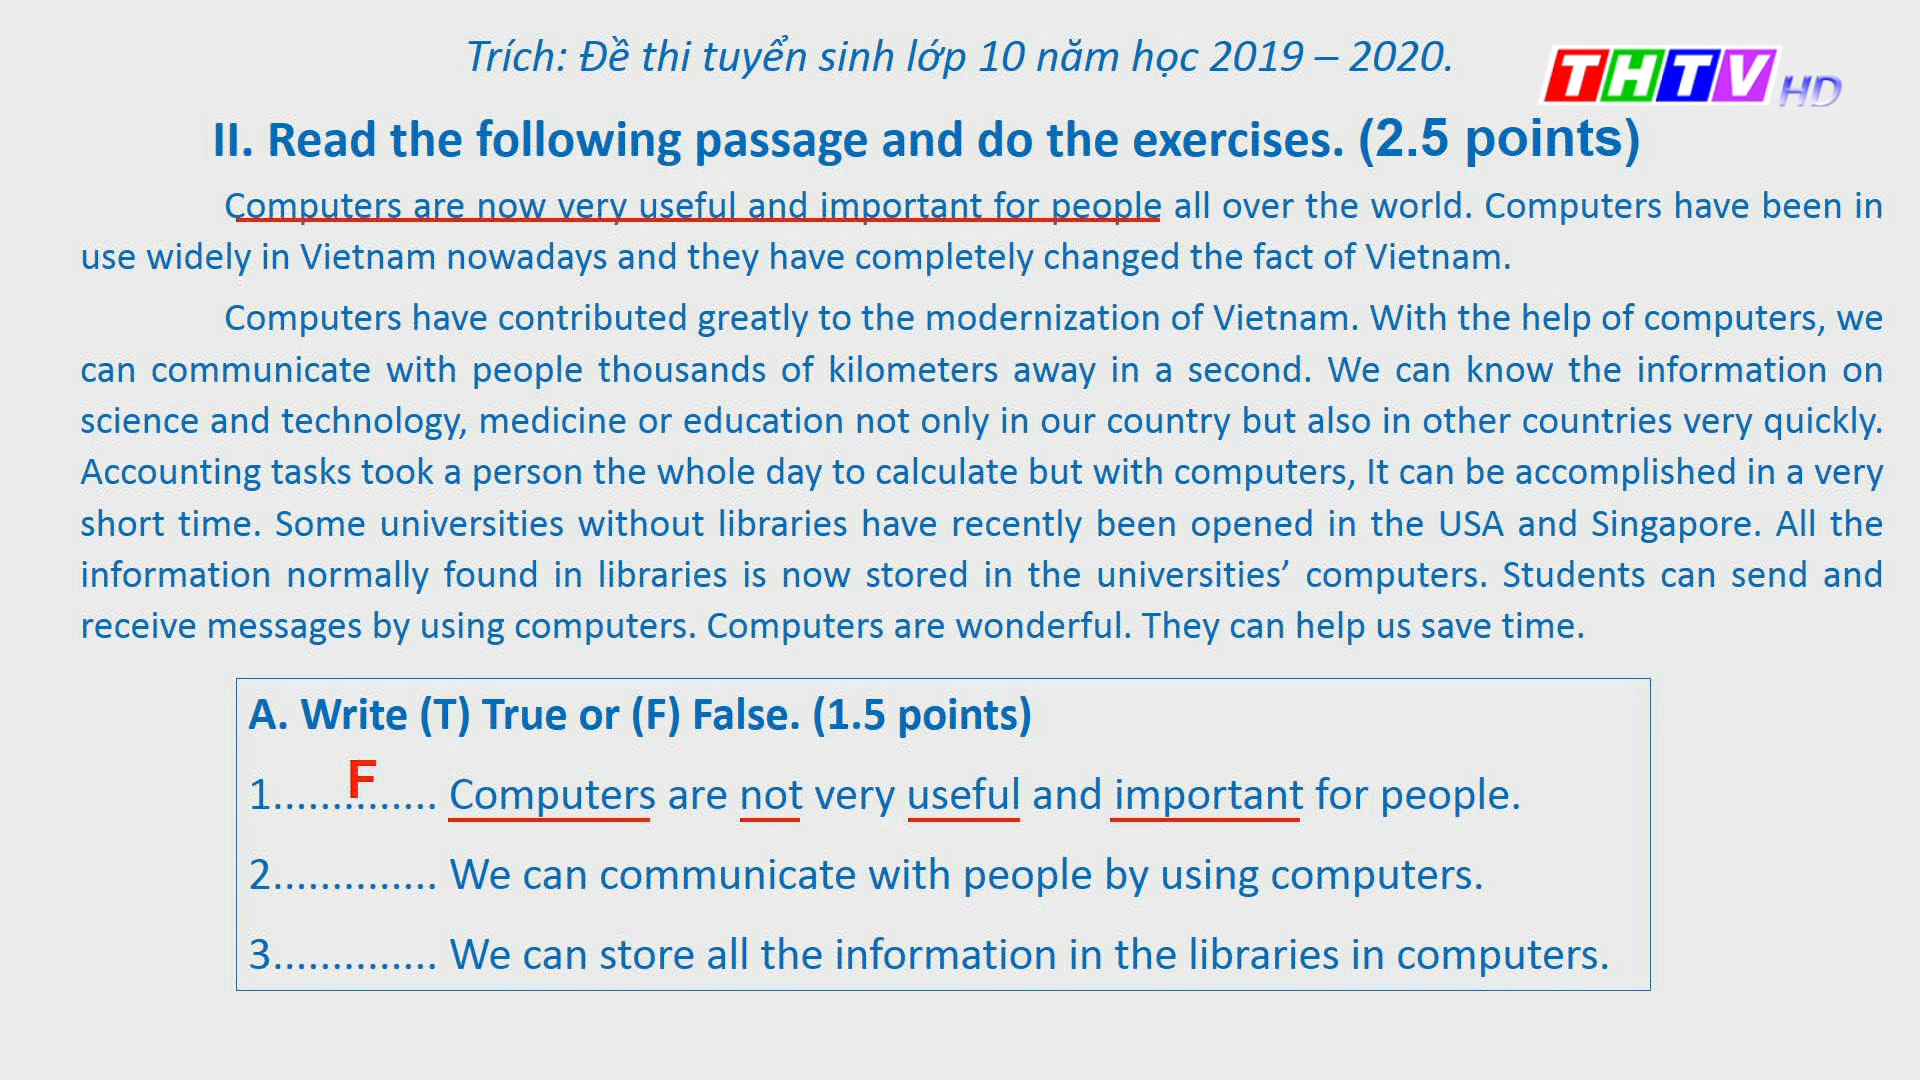 Trích: Đề thi tuyển sinh lớp 10 năm học 2019 – 2020.
THTV HD
II. Read the following passage and do the exercises. (2.5 points)
Computers are now very useful and important for people all over the world. Computers have been in
use widely in Vietnam nowadays and they have completely changed the fact of Vietnam.
Computers have contributed greatly to the modernization of Vietnam. With the help of computers, we
can communicate with people thousands of kilometers away in a second. We can know the information on
science and technology, medicine or education not only in our country but also in other countries very quickly.
Accounting tasks took a person the whole day to calculate but with computers, It can be accomplished in a very
short time. Some universities without libraries have recently been opened in the USA and Singapore. All the
information normally found in libraries is now stored in the universities’ computers. Students can send and
receive messages by using computers. Computers are wonderful. They can help us save time.
A. Write (T) True or (F) False. (1.5 points)
1......F........ Computers are not very useful and important for people.
2.............. We can communicate with people by using computers.
3.............. We can store all the information in the libraries in computers.